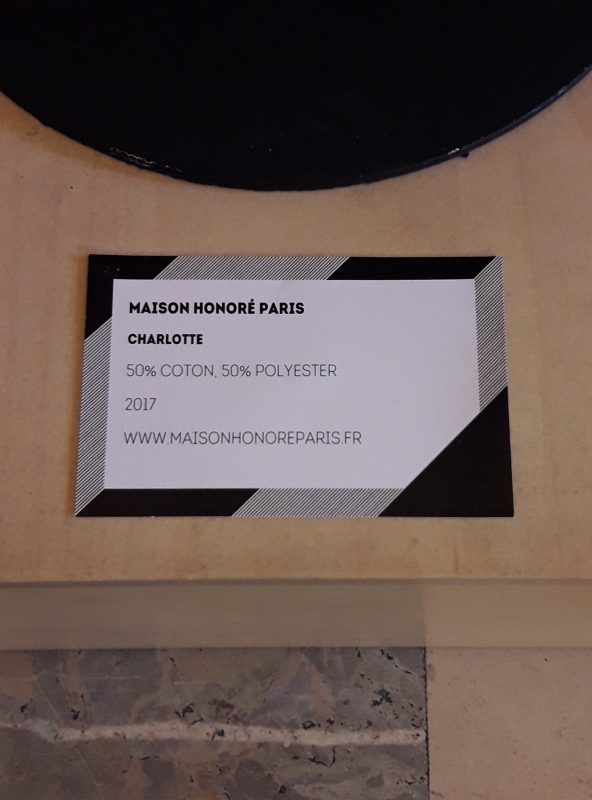 MAISON HONORÉ PARIS
CHARLOTTE
50% COTON, 50% POLYESTER
2017
WWW.MAISONHONOREPARIS.FR